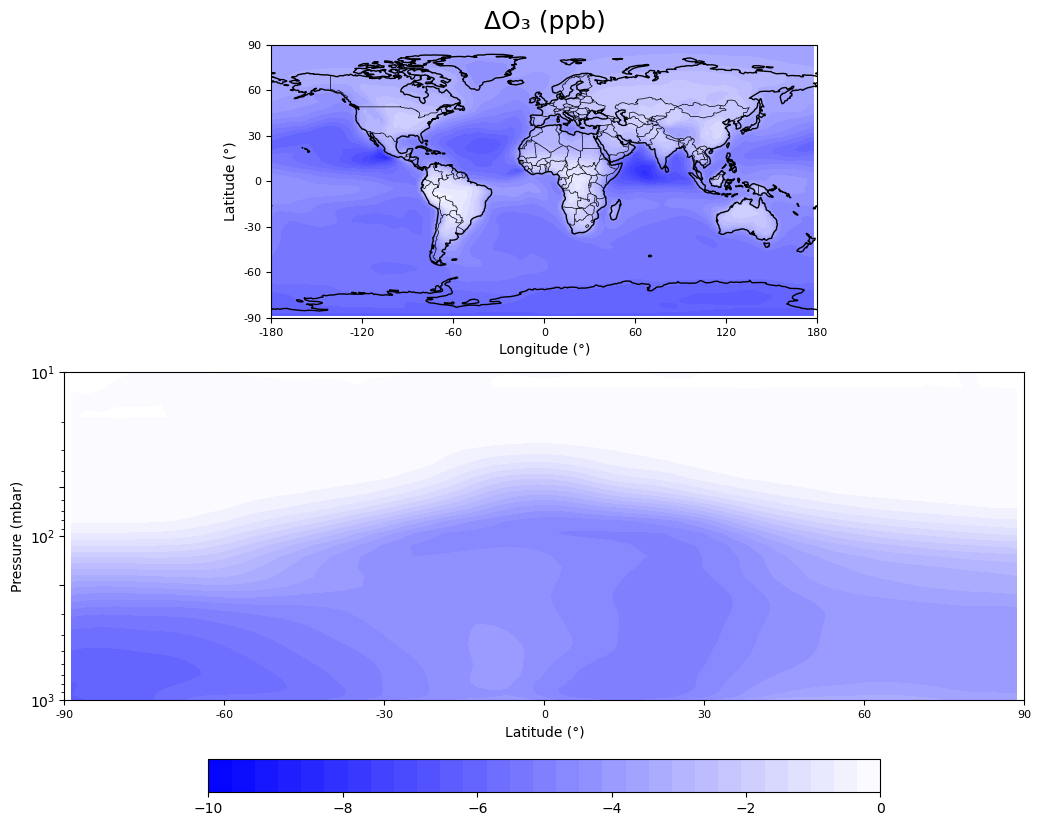 ΔO₃ (ppb)
90
60
30
0
-30
-60
-90
Latitude (°)
-180 -120 -60 0 60 120 180
Longitude (°)
10¹
10²
10³
Pressure (mbar)
-90 -60 -30 0 30 60 90
Latitude (°)
−10 −8 −6 −4 −2 0